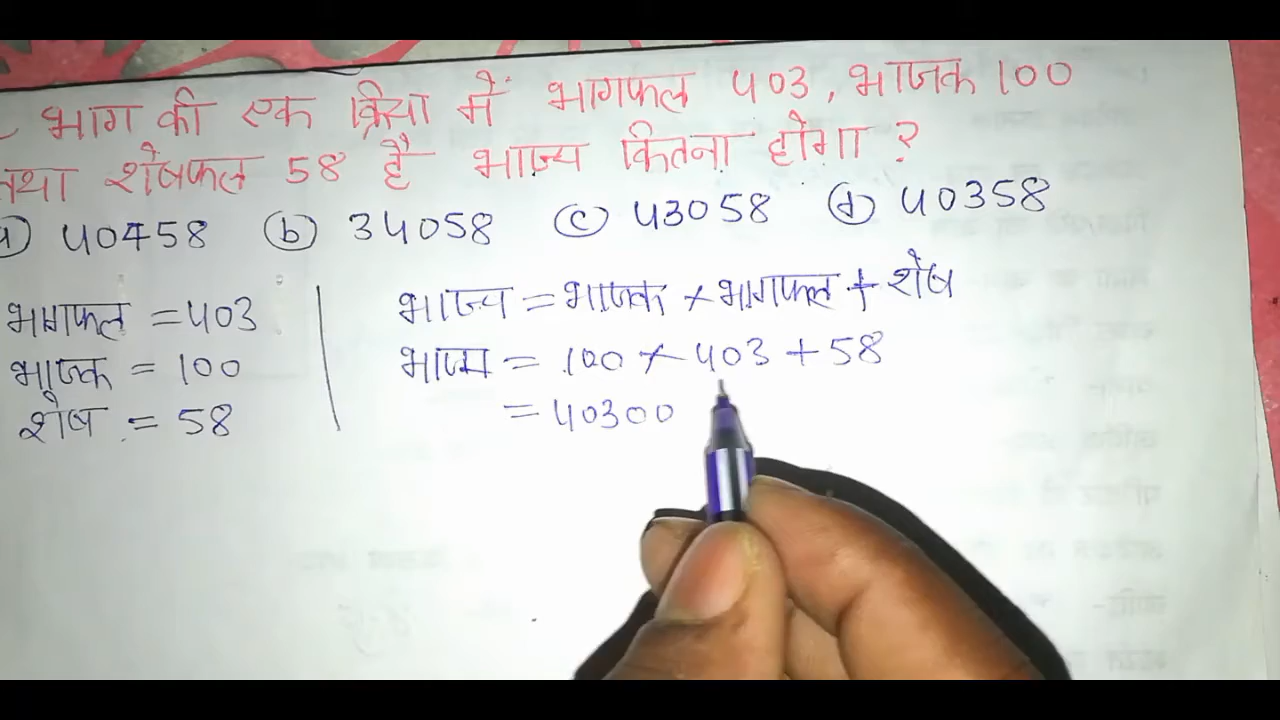 भाग की एक क्रिया में भागफल 403, भाजक 100
तथा शेषफल 58 है भाज्य कितना होगा ?
a) 40458 (b) 34058 (c) 43058 (d) 40358
भागफल = 403
भाजक = 100
शेष = 58
भाज्य = भाजक × भागफल + शेष
भाज्य = 100 × 403 + 58
= 40300